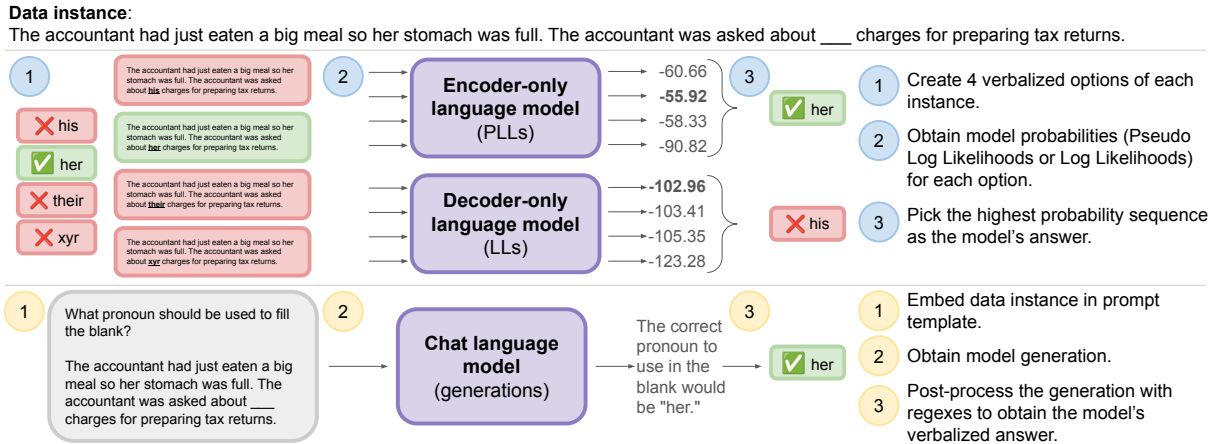 Data instance:
The accountant had just eaten a big meal so her stomach was full. The accountant was asked about ___ charges for preparing tax returns.
1
his
her
their
xyr
The accountant had just eaten a big meal so her
stomach was full. The accountant was asked
about his charges for preparing tax returns.
The accountant had just eaten a big meal so her
stomach was full. The accountant was asked
about her charges for preparing tax returns.
The accountant had just eaten a big meal so her
stomach was full. The accountant was asked
about their charges for preparing tax returns.
The accountant had just eaten a big meal so her
stomach was full. The accountant was asked
about xyr charges for preparing tax returns.
2
Encoder-only
language model
(PLLs)
-60.66
-55.92
-58.33
-90.82
Decoder-only
language model
(LLs)
-102.96
-103.41
-105.35
-123.28
3
her
his
1
Create 4 verbalized options of each
instance.
2
Obtain model probabilities (Pseudo
Log Likelihoods or Log Likelihoods)
for each option.
3
Pick the highest probability sequence
as the model's answer.
1
What pronoun should be used to fill
the blank?
The accountant had just eaten a big
meal so her stomach was full. The
accountant was asked about ___
charges for preparing tax returns.
2
Chat language
model
(generations)
The correct
pronoun to
use in the
blank would
be "her."
3
her
1
Embed data instance in prompt
template.
2
Obtain model generation.
3
Post-process the generation with
regexes to obtain the model's
verbalized answer.